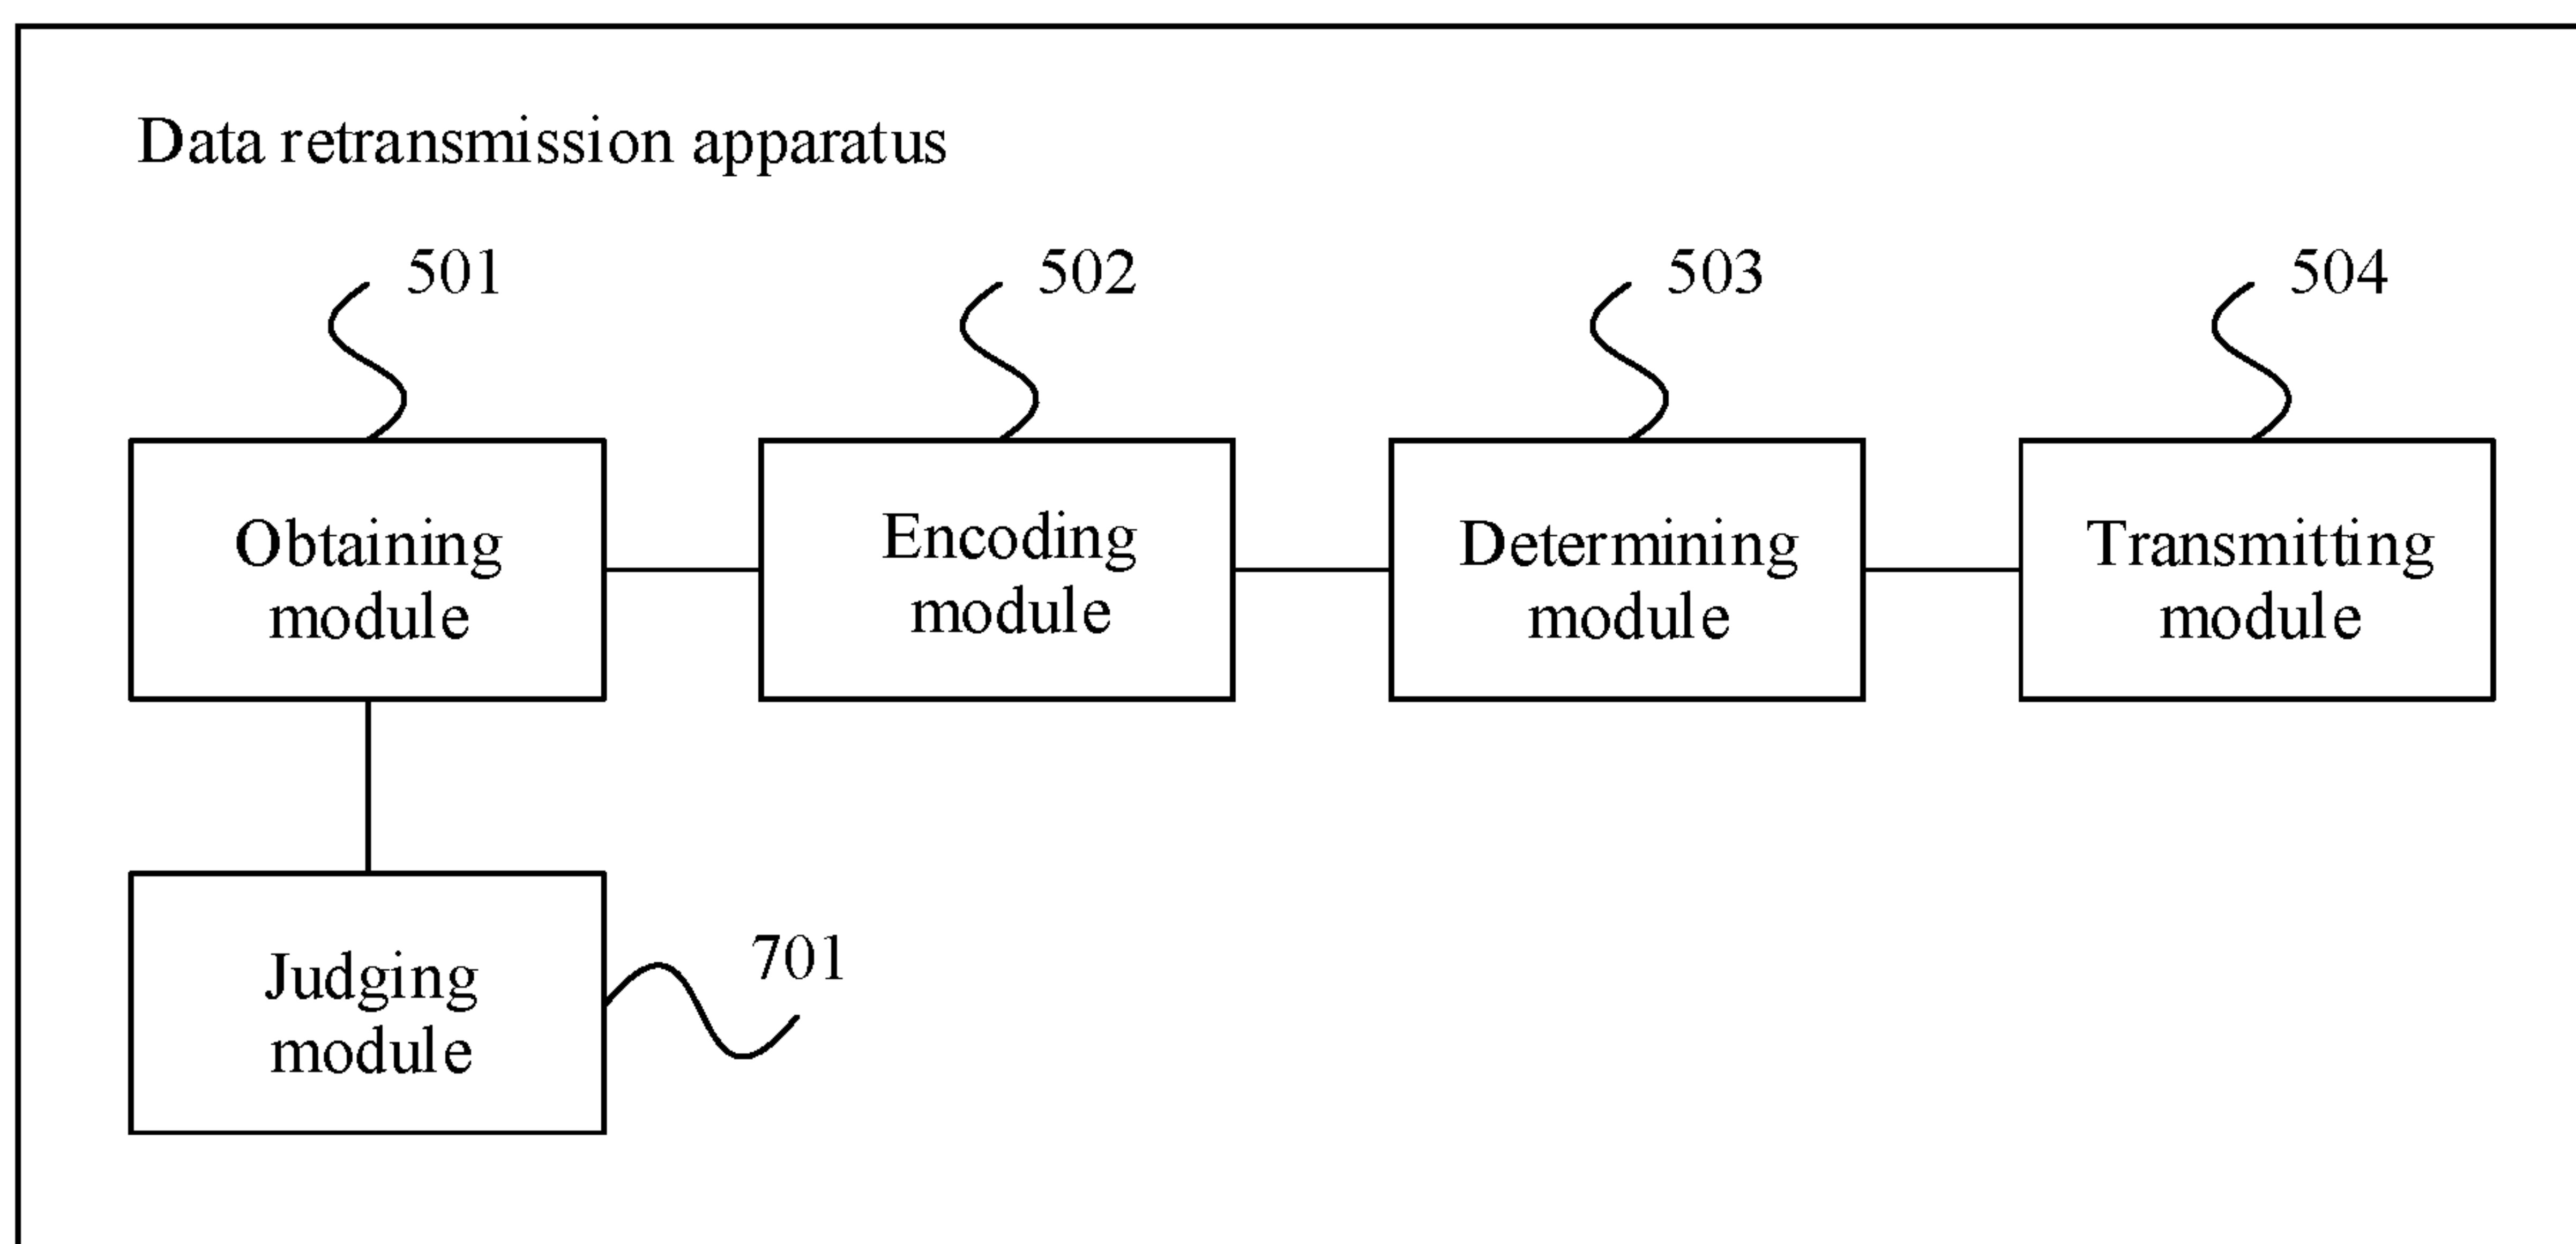 Data retransmission apparatus
501
502
503
504
Obtaining
module
Encoding
module
Determining
module
Transmitting
module
Judging
module
701